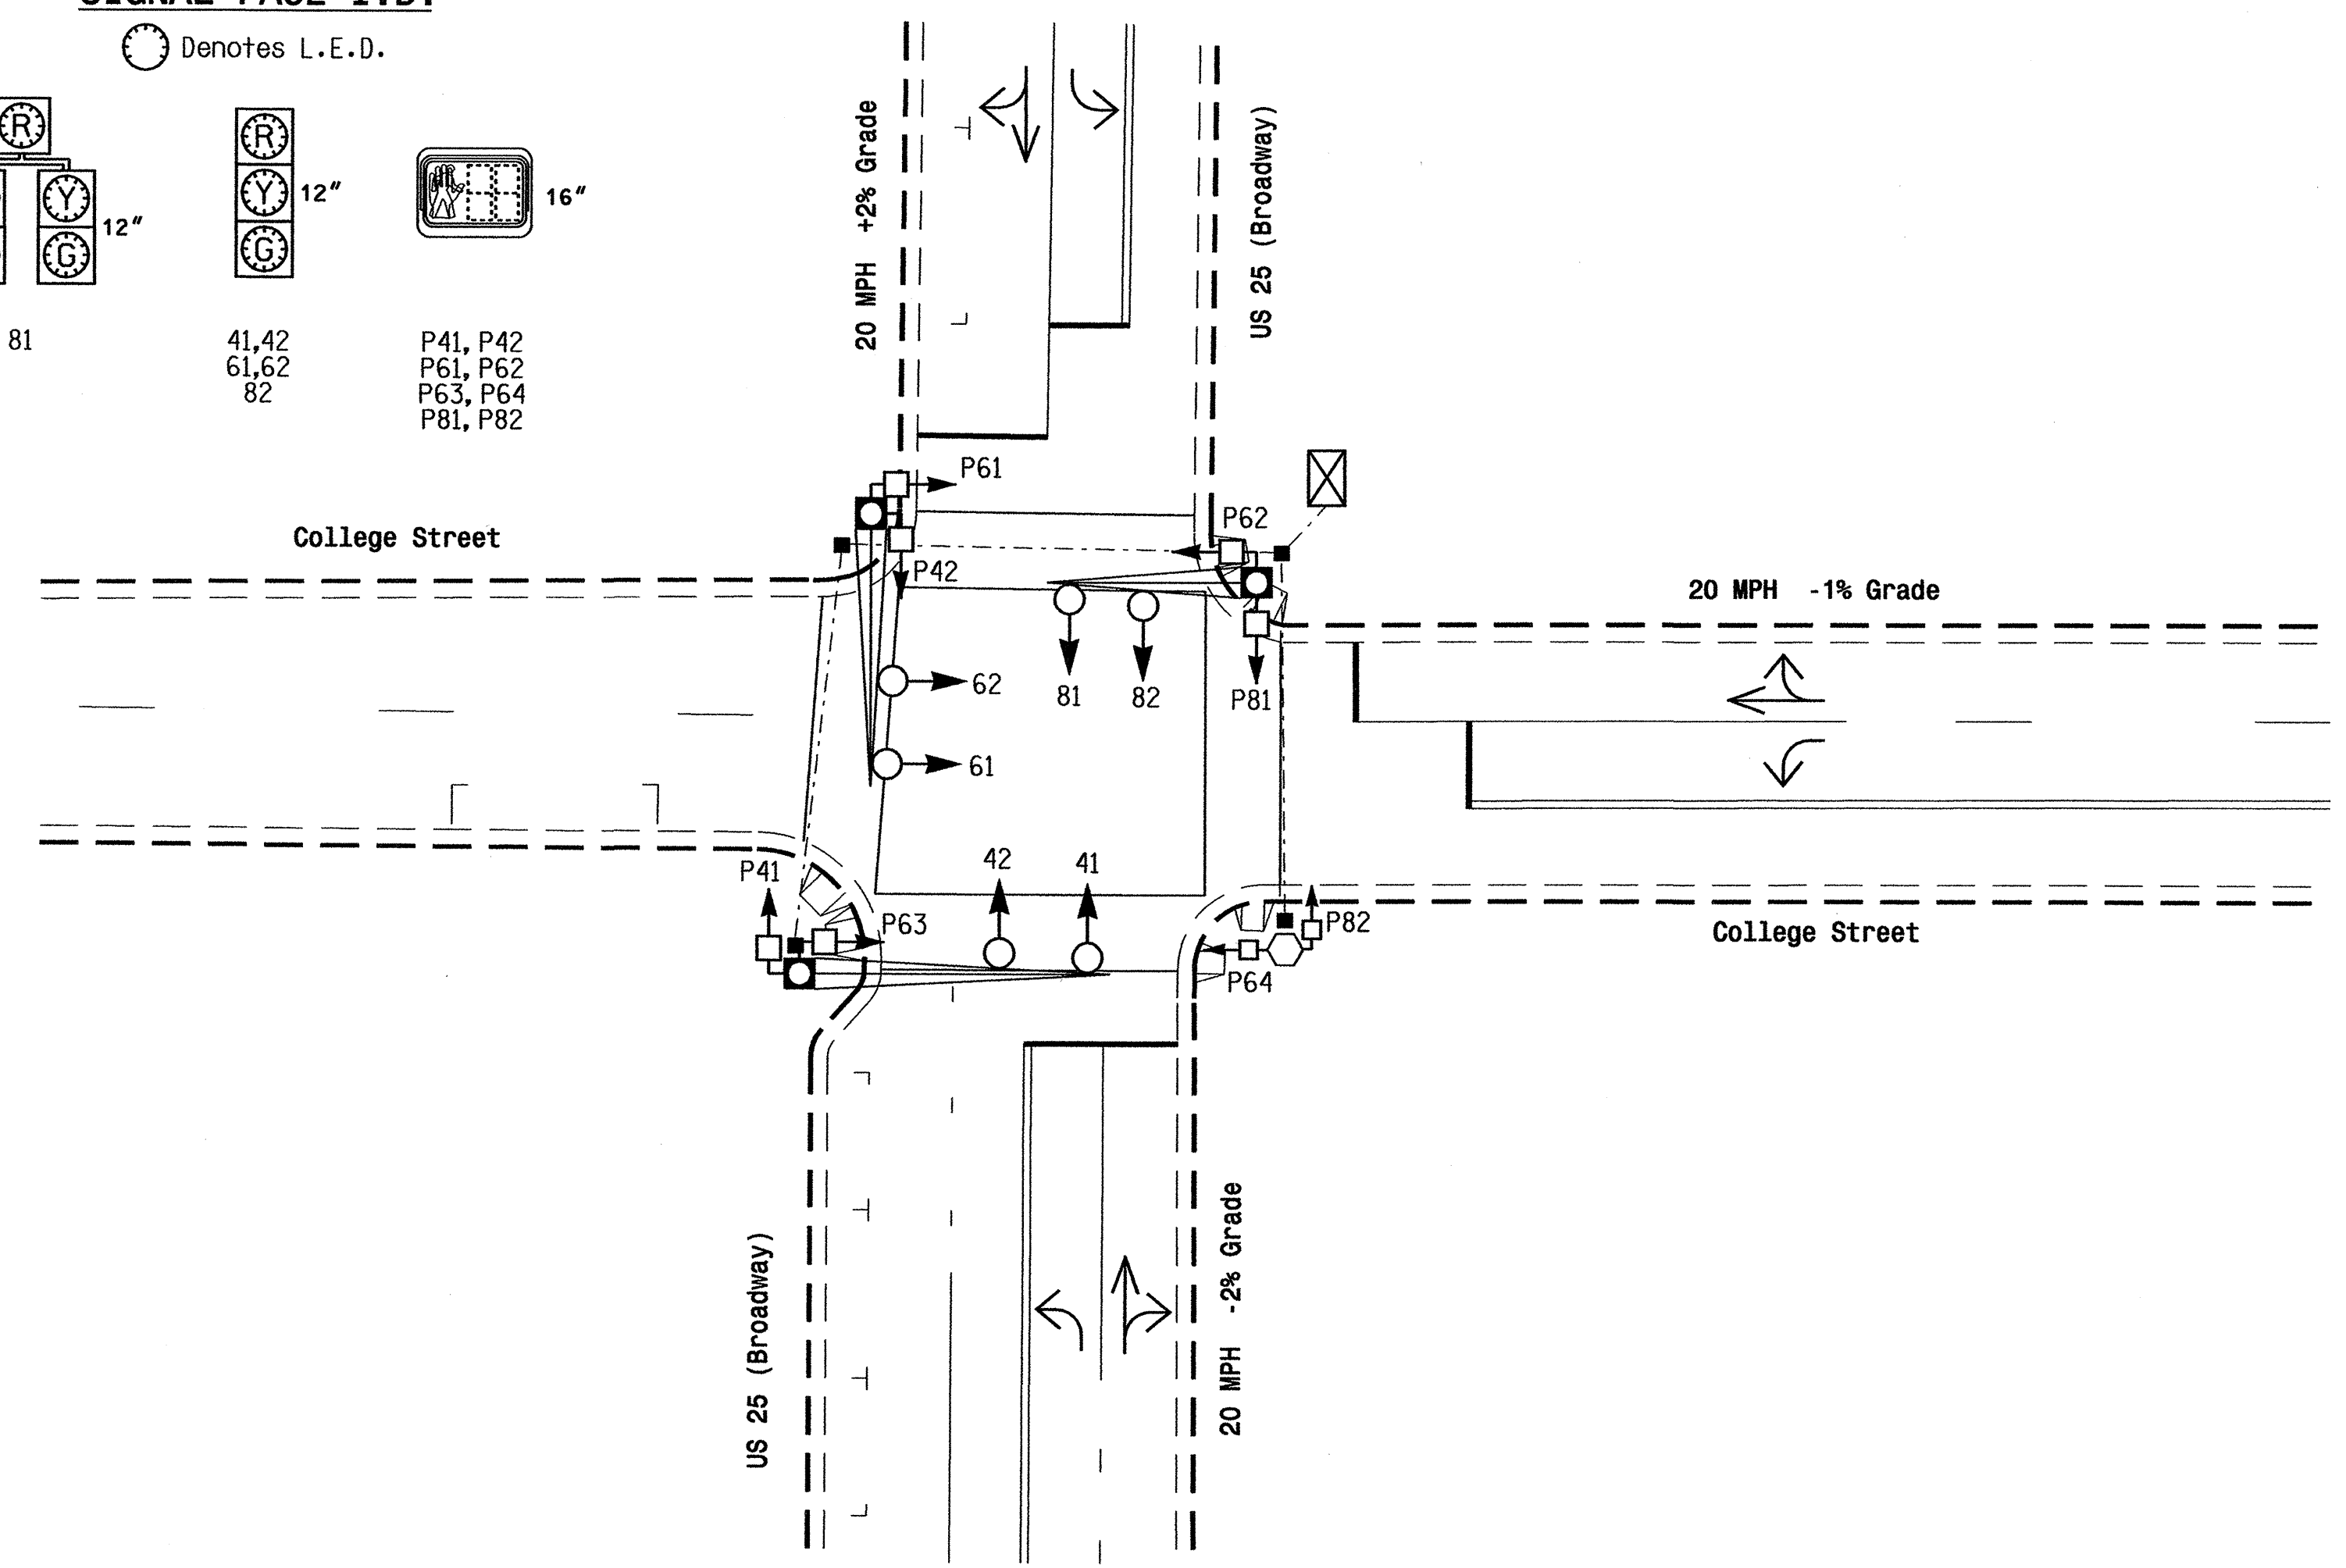 SIGNAL FACE I.D.
Denotes L.E.D.
R
Y
G
12"
R
Y
G
12"
16"
81
41,42
61,62
82
P41, P42
P61, P62
P63, P64
P81, P82
20 MPH +2% Grade
US 25 (Broadway)
College Street
P61
P62
P42
20 MPH -1% Grade
62
81
82
P81
61
42
41
P41
P63
P82
P64
College Street
US 25 (Broadway)
20 MPH -2% Grade